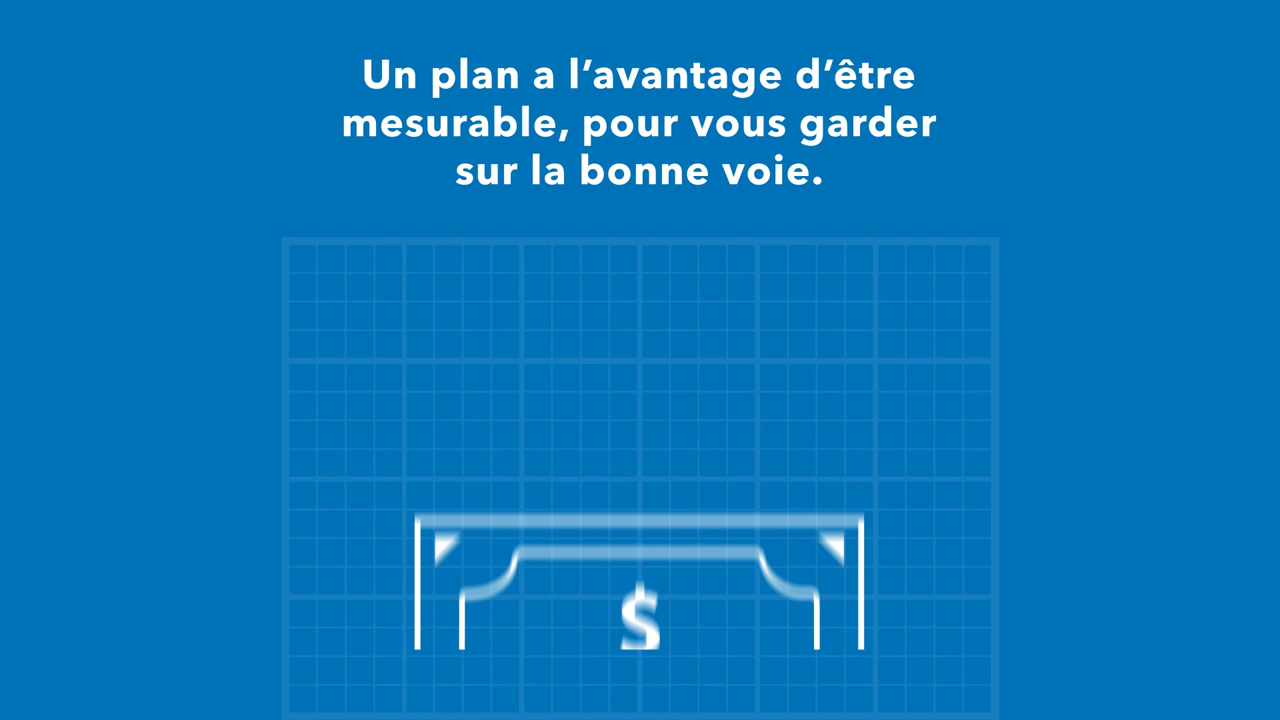 Un plan a l’avantage d’être
mesurable, pour vous garder
sur la bonne voie.
$